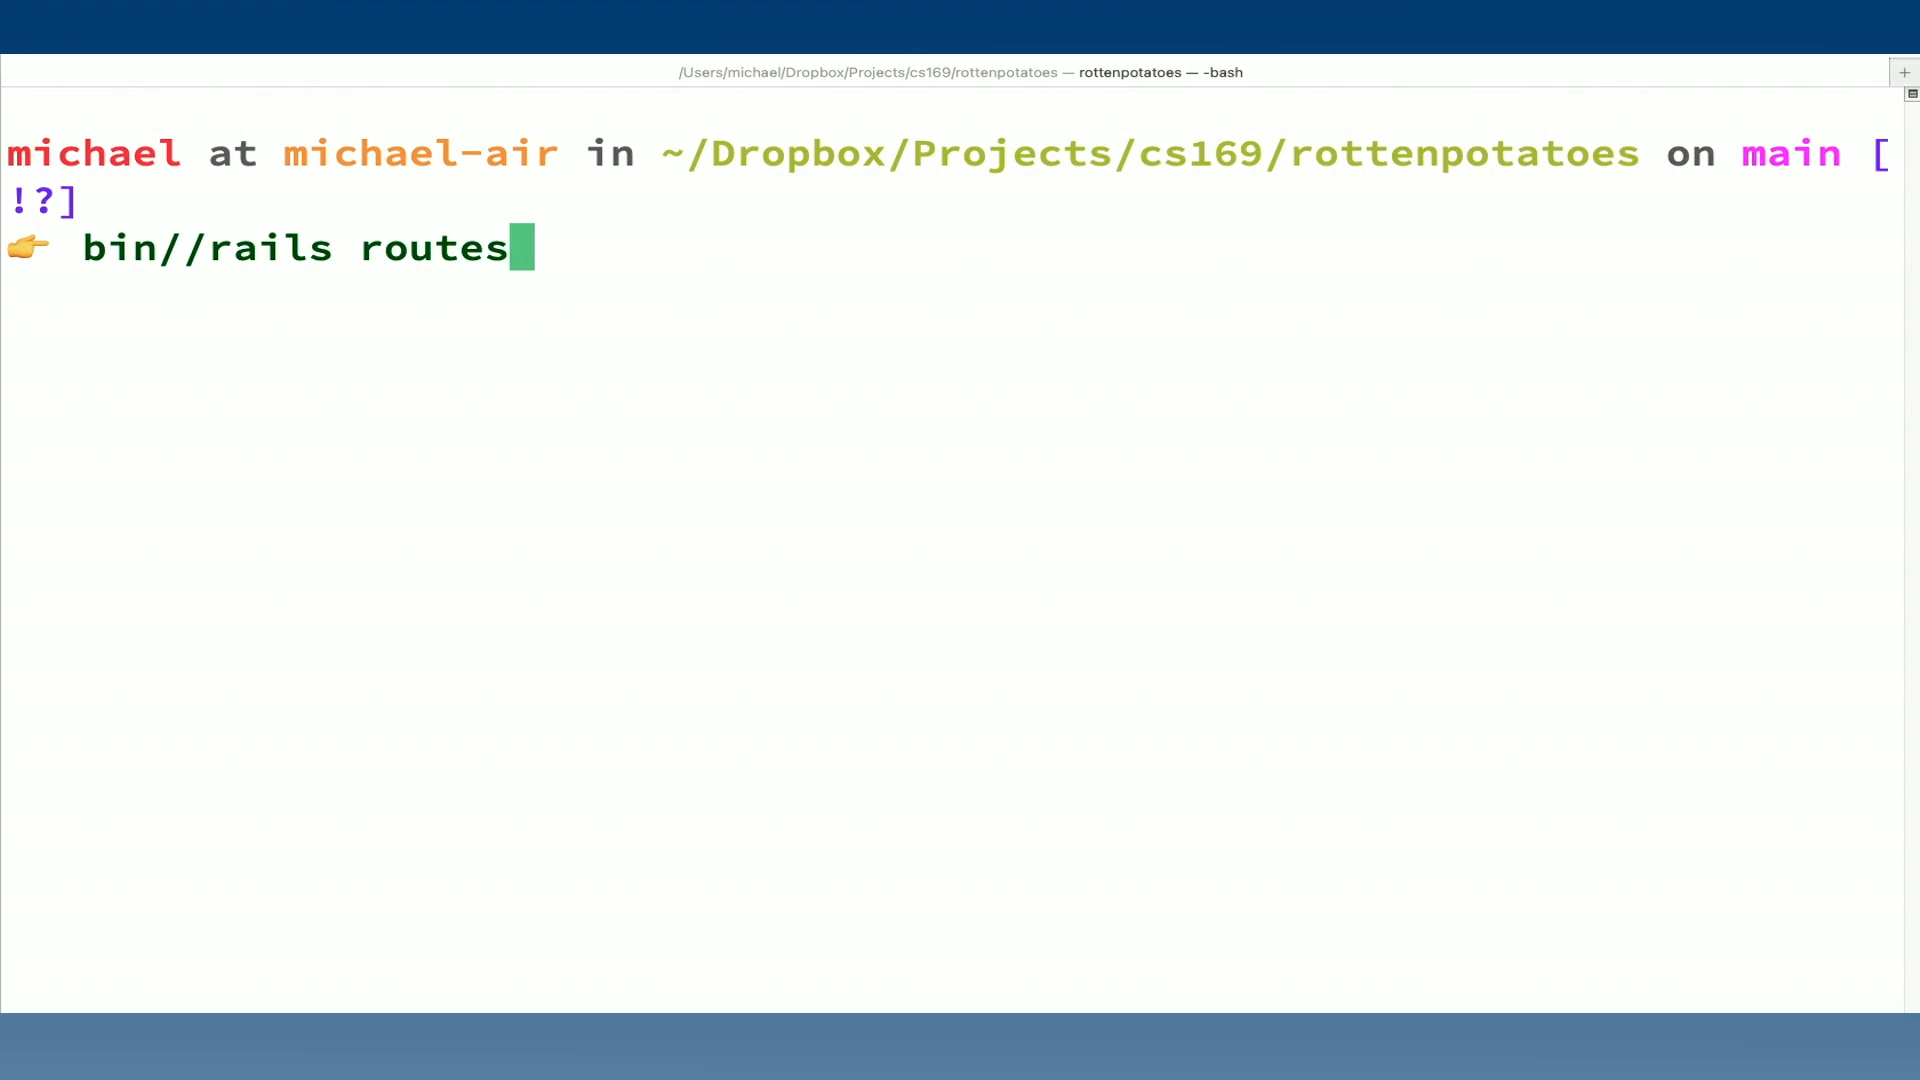 /Users/michael/Dropbox/Projects/cs169/rottenpotatoes — rottenpotatoes — -bash
+
michael at michael-air in ~/Dropbox/Projects/cs169/rottenpotatoes on main [
!?]
👉 bin//rails routes